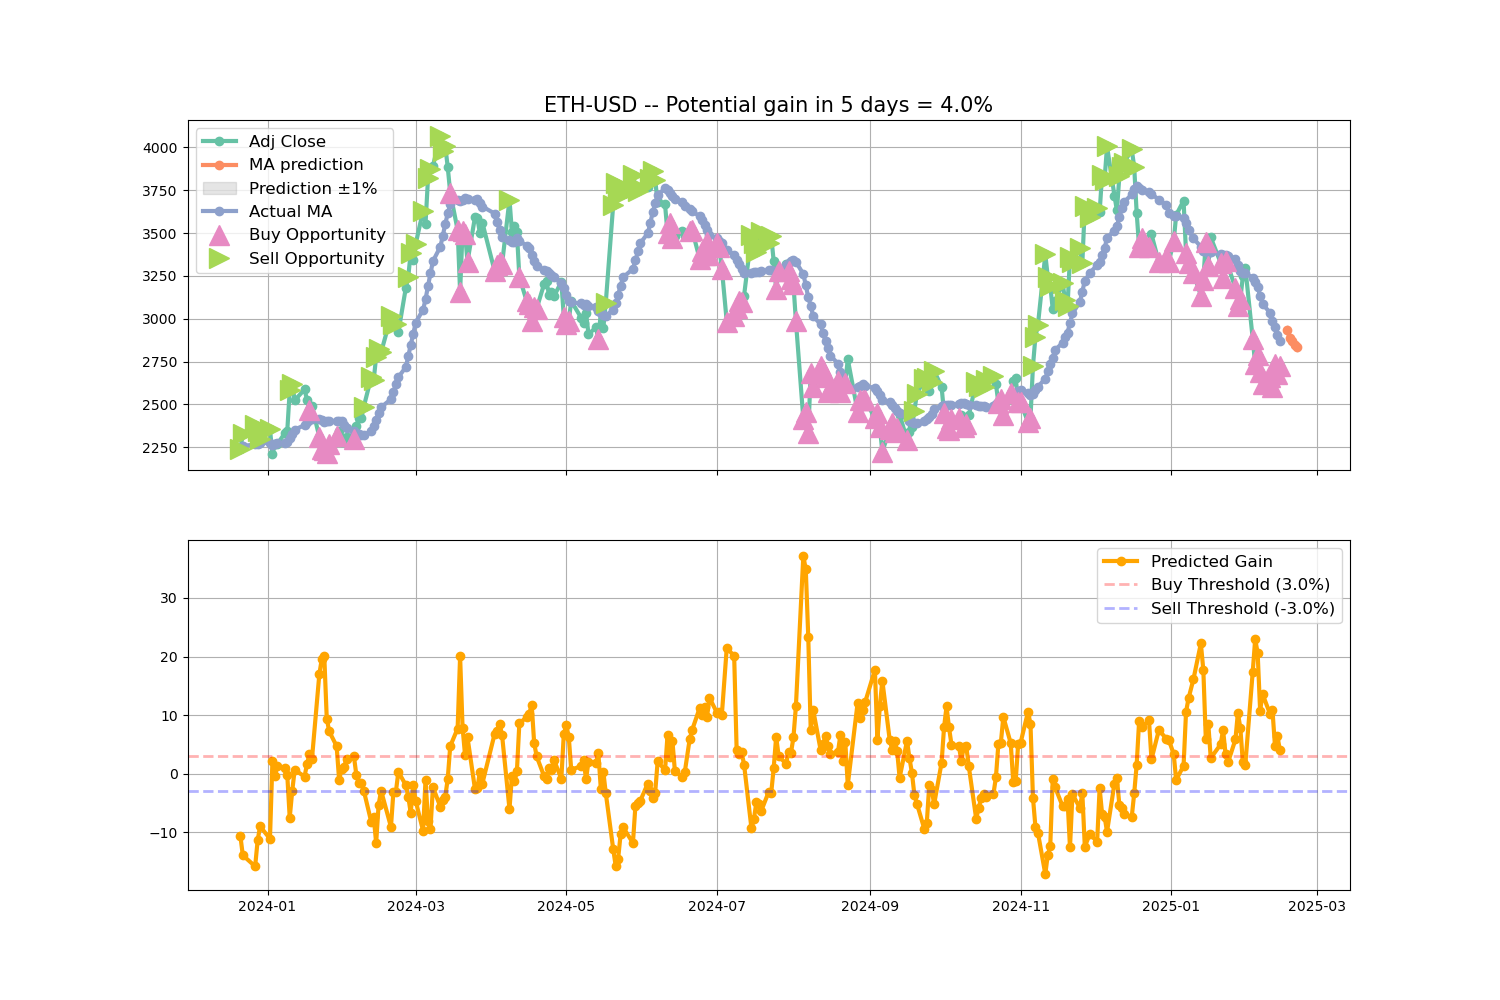 ETH-USD -- Potential gain in 5 days = 4.0%
4000
3750
3500
3250
3000
2750
2500
2250
Adj Close
MA prediction
Prediction ±1%
Actual MA
Buy Opportunity
Sell Opportunity
30
20
10
0
−10
Predicted Gain
Buy Threshold (3.0%)
Sell Threshold (-3.0%)
2024-01 2024-03 2024-05 2024-07 2024-09 2024-11 2025-01 2025-03